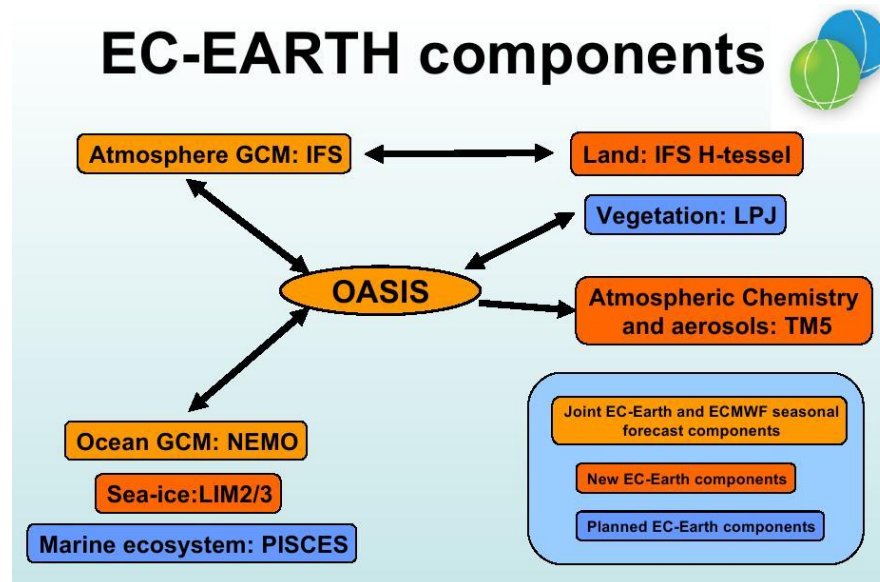 EC-EARTH components
Atmosphere GCM: IFS
Land: IFS H-tessel
Vegetation: LPJ
OASIS
Atmospheric Chemistry
and aerosols: TM5
Ocean GCM: NEMO
Sea-ice:LIM2/3
Marine ecosystem: PISCES
Joint EC-Earth and ECMWF seasonal
forecast components
New EC-Earth components
Planned EC-Earth components